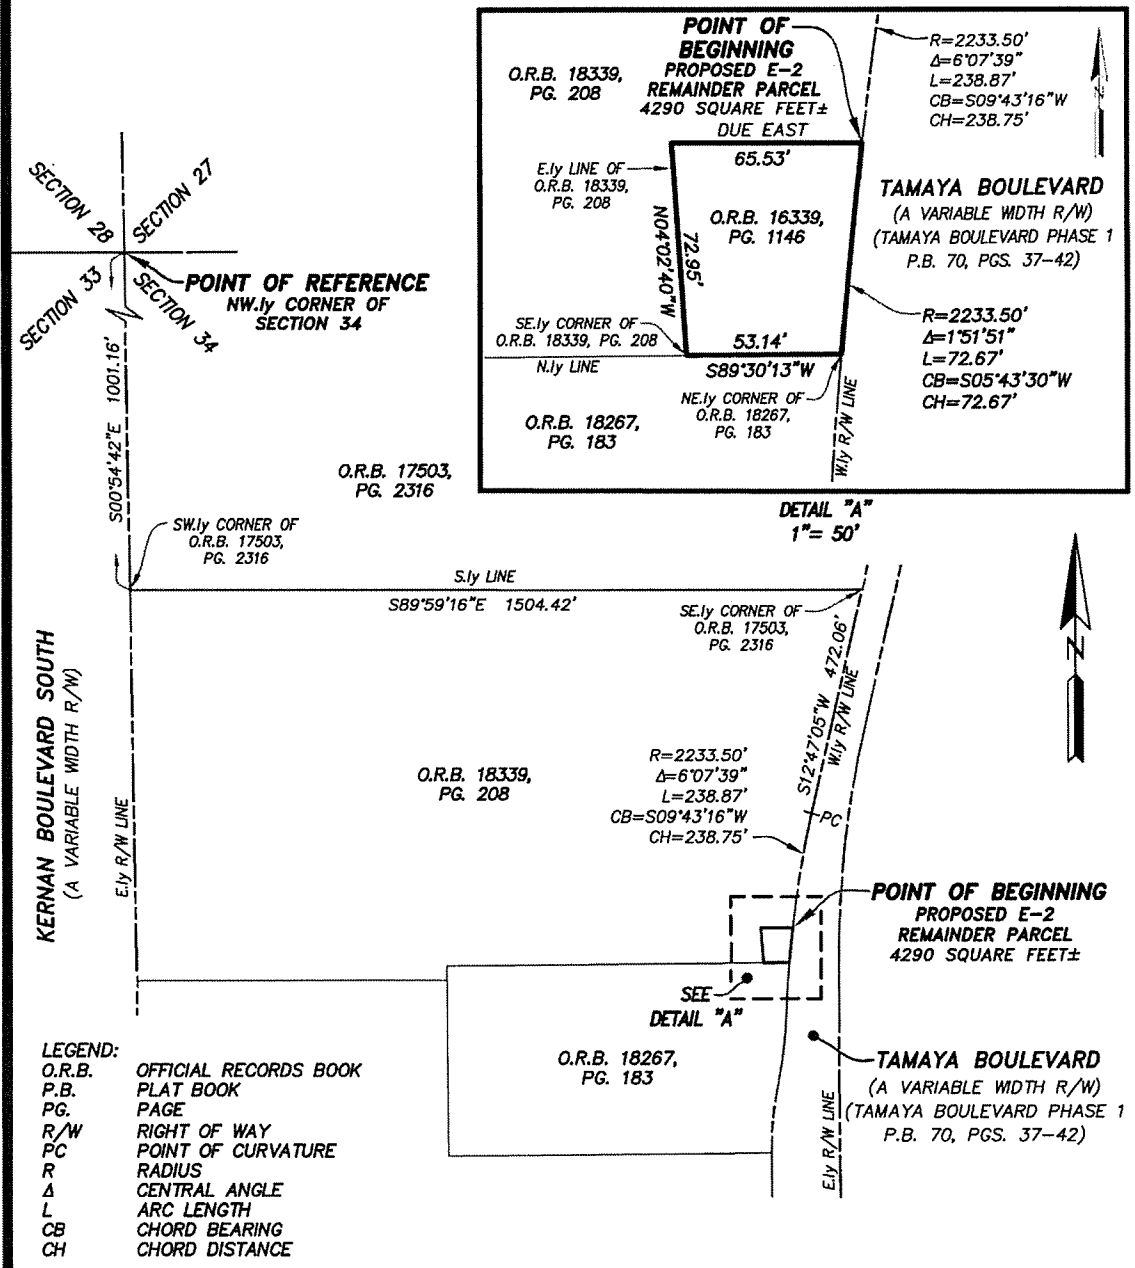 POINT OF
BEGINNING
PROPOSED E-2
REMAINDER PARCEL
4290 SQUARE FEET±
DUE EAST
65.53'
O.R.B. 18339,
PG. 208
R=2233.50'
Δ=6°07'39"
L=238.87'
CB=S09°43'16"W
CH=238.75'
E.ly LINE OF
O.R.B. 18339,
PG. 208
N04°02'40"W
72.95'
O.R.B. 16339,
PG. 1146
TAMAYA BOULEVARD
(A VARIABLE WIDTH R/W)
(TAMAYA BOULEVARD PHASE 1
P.B. 70, PGS. 37-42)
SE.ly CORNER OF
O.R.B. 18339, PG. 208
N.ly LINE
53.14'
S89°30'13"W
R=2233.50'
Δ=1°51'51"
L=72.67'
CB=S05°43'30"W
CH=72.67'
NE.ly CORNER OF
O.R.B. 18267,
PG. 183
O.R.B. 18267,
PG. 183
W.ly R/W LINE
DETAIL "A"
1"= 50'
SECTION 28
SECTION 27
SECTION 33
SECTION 34
POINT OF REFERENCE
NW.ly CORNER OF
SECTION 34
S00°54'42"E 1001.16'
O.R.B. 17503,
PG. 2316
SW.ly CORNER OF
O.R.B. 17503,
PG. 2316
S.ly LINE
S89°59'16"E 1504.42'
SE.ly CORNER OF
O.R.B. 17503,
PG. 2316
N
KERNAN BOULEVARD SOUTH
(A VARIABLE WIDTH R/W)
E.ly R/W LINE
S12°47'05"W 472.06'
W.ly R/W LINE
O.R.B. 18339,
PG. 208
R=2233.50'
Δ=6°07'39"
L=238.87'
CB=S09°43'16"W
CH=238.75'
PC
POINT OF BEGINNING
PROPOSED E-2
REMAINDER PARCEL
4290 SQUARE FEET±
SEE
DETAIL "A"
O.R.B. 18267,
PG. 183
TAMAYA BOULEVARD
(A VARIABLE WIDTH R/W)
(TAMAYA BOULEVARD PHASE 1
P.B. 70, PGS. 37-42)
E.ly R/W LINE
LEGEND:
O.R.B. OFFICIAL RECORDS BOOK
P.B. PLAT BOOK
PG. PAGE
R/W RIGHT OF WAY
PC POINT OF CURVATURE
R RADIUS
Δ CENTRAL ANGLE
L ARC LENGTH
CB CHORD BEARING
CH CHORD DISTANCE